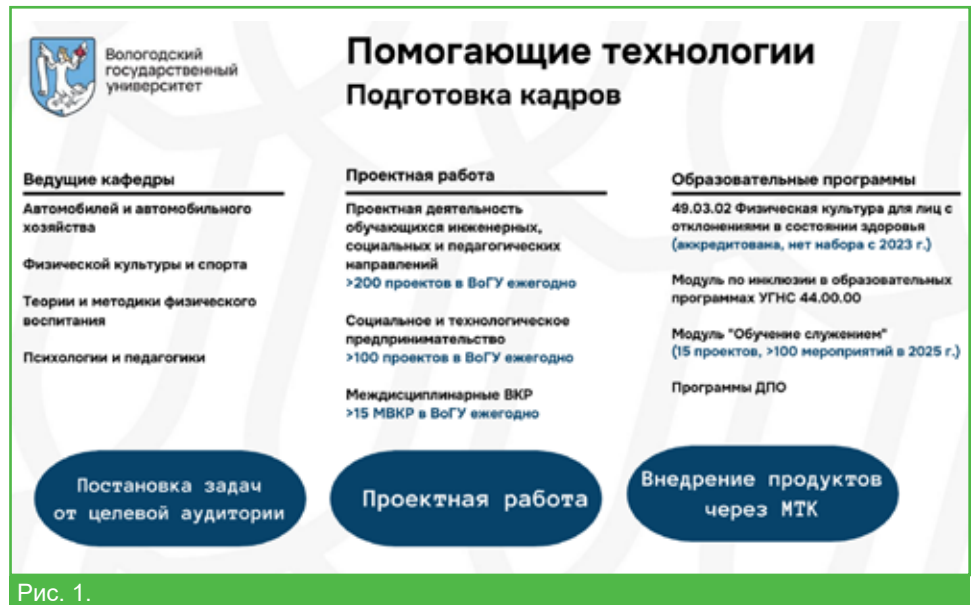 Вологодский
государственный
университет
Помогающие технологии
Подготовка кадров
Ведущие кафедры
Автомобилей и автомобильного
хозяйства
Физической культуры и спорта
Теории и методики физического
воспитания
Психологии и педагогики
Проектная работа
Проектная деятельность
обучающихся инженерных,
социальных и педагогических
направлений
>200 проектов в ВоГУ ежегодно
Социальное и технологическое
предпринимательство
>100 проектов в ВоГУ ежегодно
Междисциплинарные ВКР
>15 МВКР в ВоГУ ежегодно
Образовательные программы
49.03.02 Физическая культура для лиц с
отклонениями в состоянии здоровья
(аккредитована, нет набора с 2023 г.)
Модуль по инклюзии в образовательных
программах УГНС 44.00.00
Модуль "Обучение служением"
(15 проектов, >100 мероприятий в 2025 г.)
Программы ДПО
Постановка задач
от целевой аудитории
Проектная работа
Внедрение продуктов
через МТК
Рис. 1.